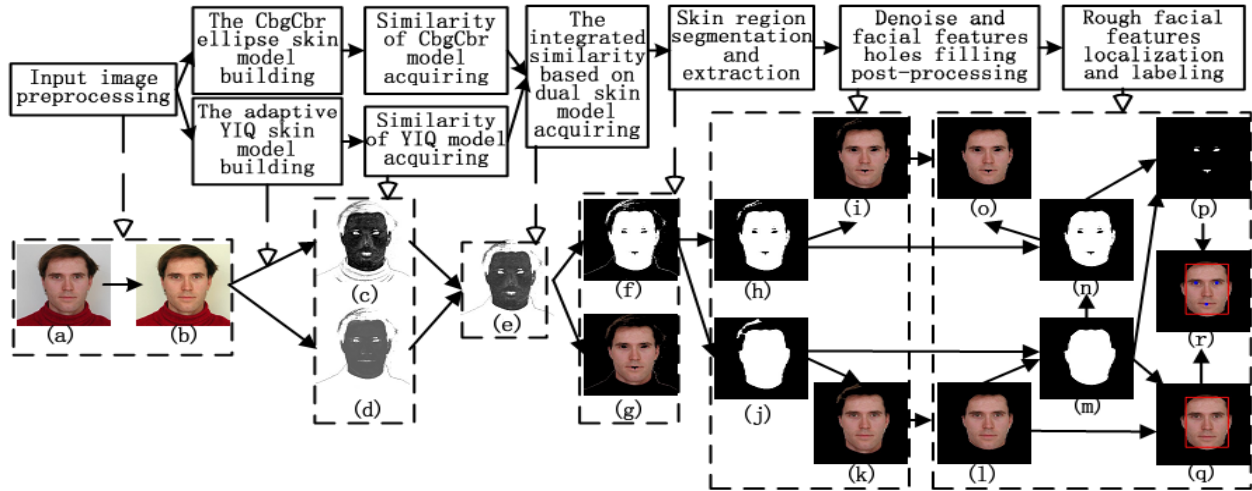 Input image
preprocessing
The CbgCbr
ellipse skin
model
building
Similarity
of CbgCbr
model
acquiring
The adaptive
YIQ skin
model
building
Similarity
of YIQ model
acquiring
The
integrated
similarity
based on
dual skin
model
acquiring
Skin region
segmentation
and
extraction
Denoise and
facial features
holes filling
post-processing
Rough facial
features
localization
and labeling
(a)
(b)
(c)
(d)
(e)
(f)
(g)
(h)
(i)
(j)
(k)
(l)
(m)
(n)
(o)
(p)
(r)
(q)